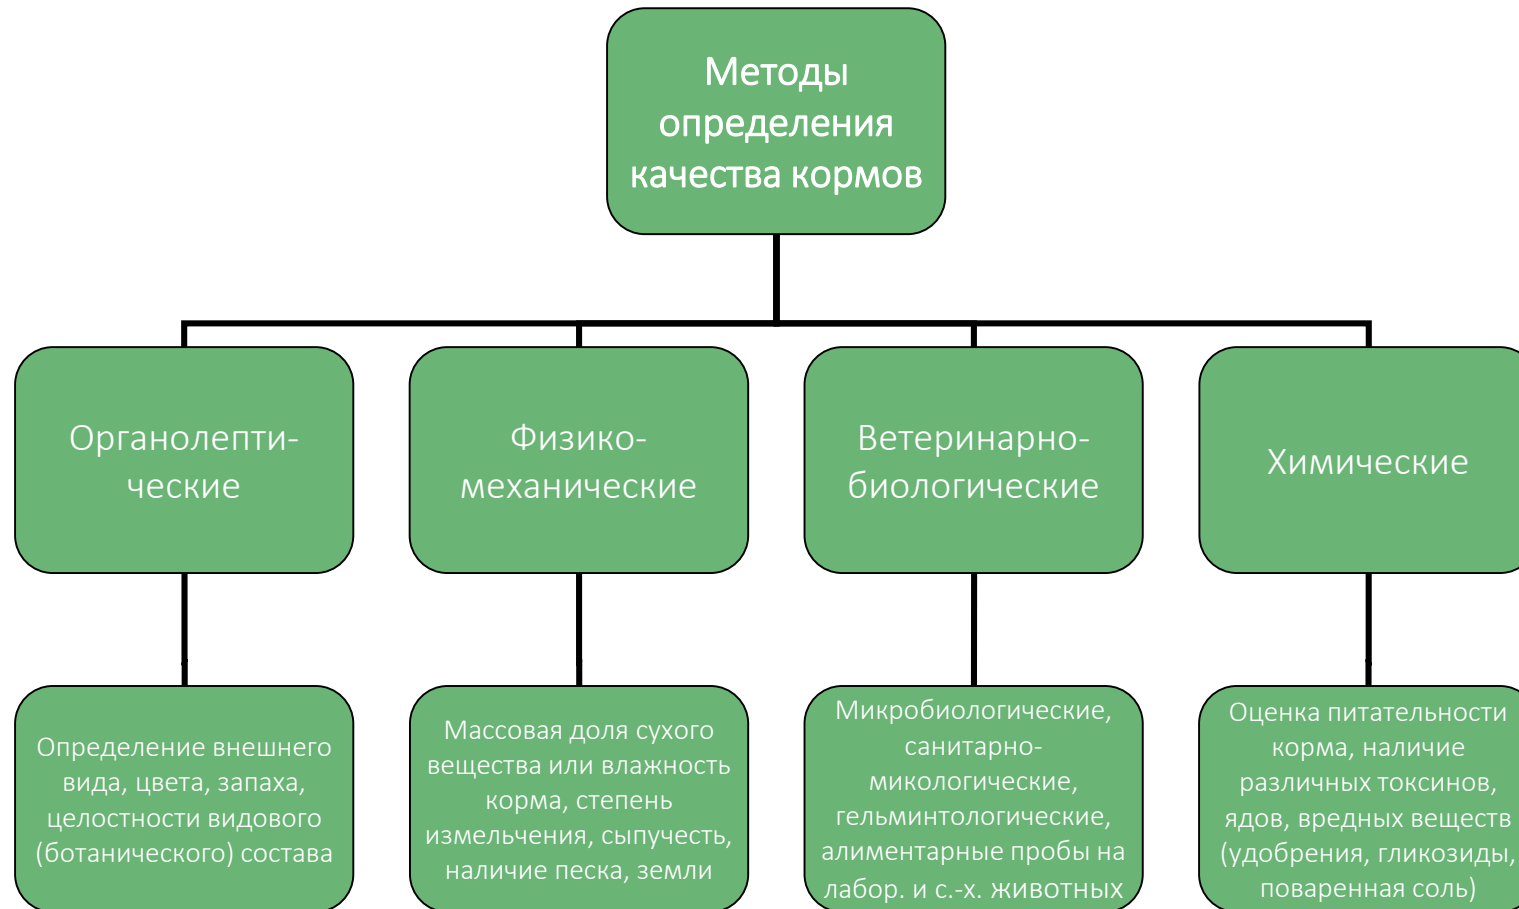 Методы
определения
качества кормов
Органолепти-
ческие
Физико-
механические
Ветеринарно-
биологические
Химические
Определение внешнего
вида, цвета, запаха,
целостности видового
(ботанического) состава
Массовая доля сухого
вещества или влажность
корма, степень
измельчения, сыпучесть,
наличие песка, земли
Микробиологические,
санитарно-
микологические,
гельминтологические,
алиментарные пробы на
лабор. и с.-х. животных
Оценка питательности
корма, наличие
различных токсинов,
ядов, вредных веществ
(удобрения, гликозиды,
поваренная соль)